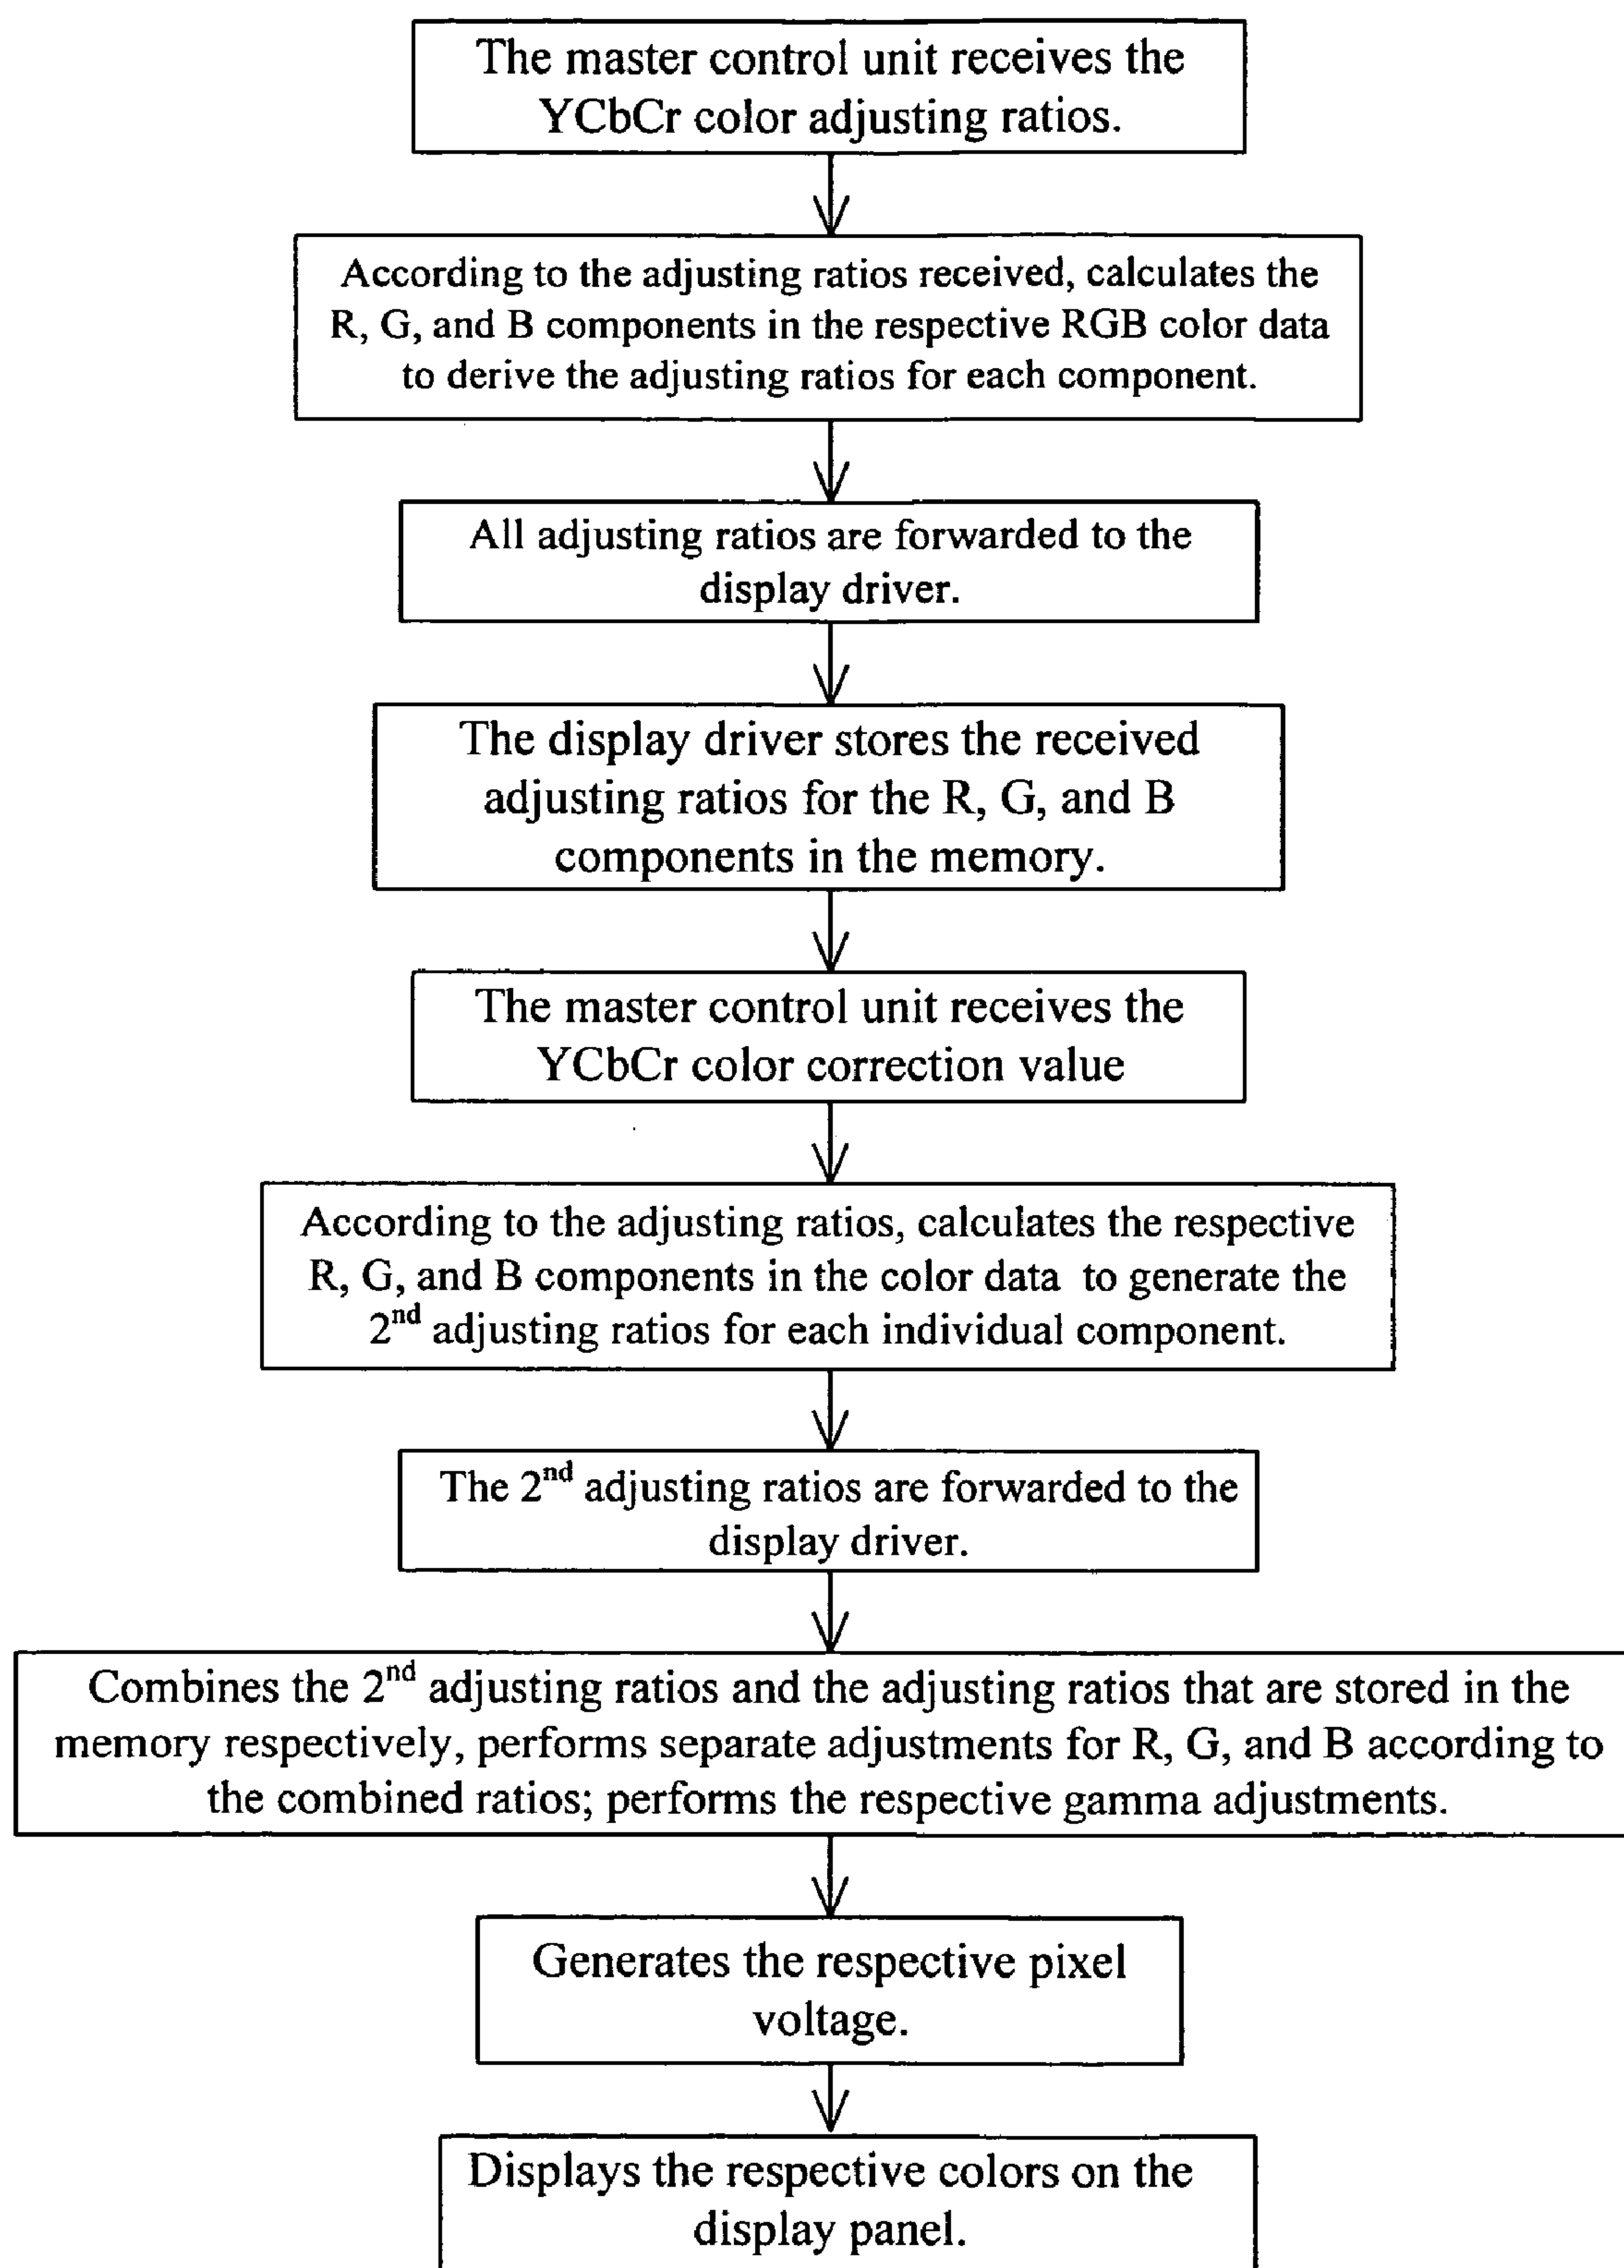 The master control unit receives the
YCbCr color adjusting ratios.
According to the adjusting ratios received, calculates the
R, G, and B components in the respective RGB color data
to derive the adjusting ratios for each component.
All adjusting ratios are forwarded to the
display driver.
The display driver stores the received
adjusting ratios for the R, G, and B
components in the memory.
The master control unit receives the
YCbCr color correction value
According to the adjusting ratios, calculates the respective
R, G, and B components in the color data to generate the
2nd adjusting ratios for each individual component.
The 2nd adjusting ratios are forwarded to the
display driver.
Combines the 2nd adjusting ratios and the adjusting ratios that are stored in the
memory respectively, performs separate adjustments for R, G, and B according to
the combined ratios; performs the respective gamma adjustments.
Generates the respective pixel
voltage.
Displays the respective colors on the
display panel.